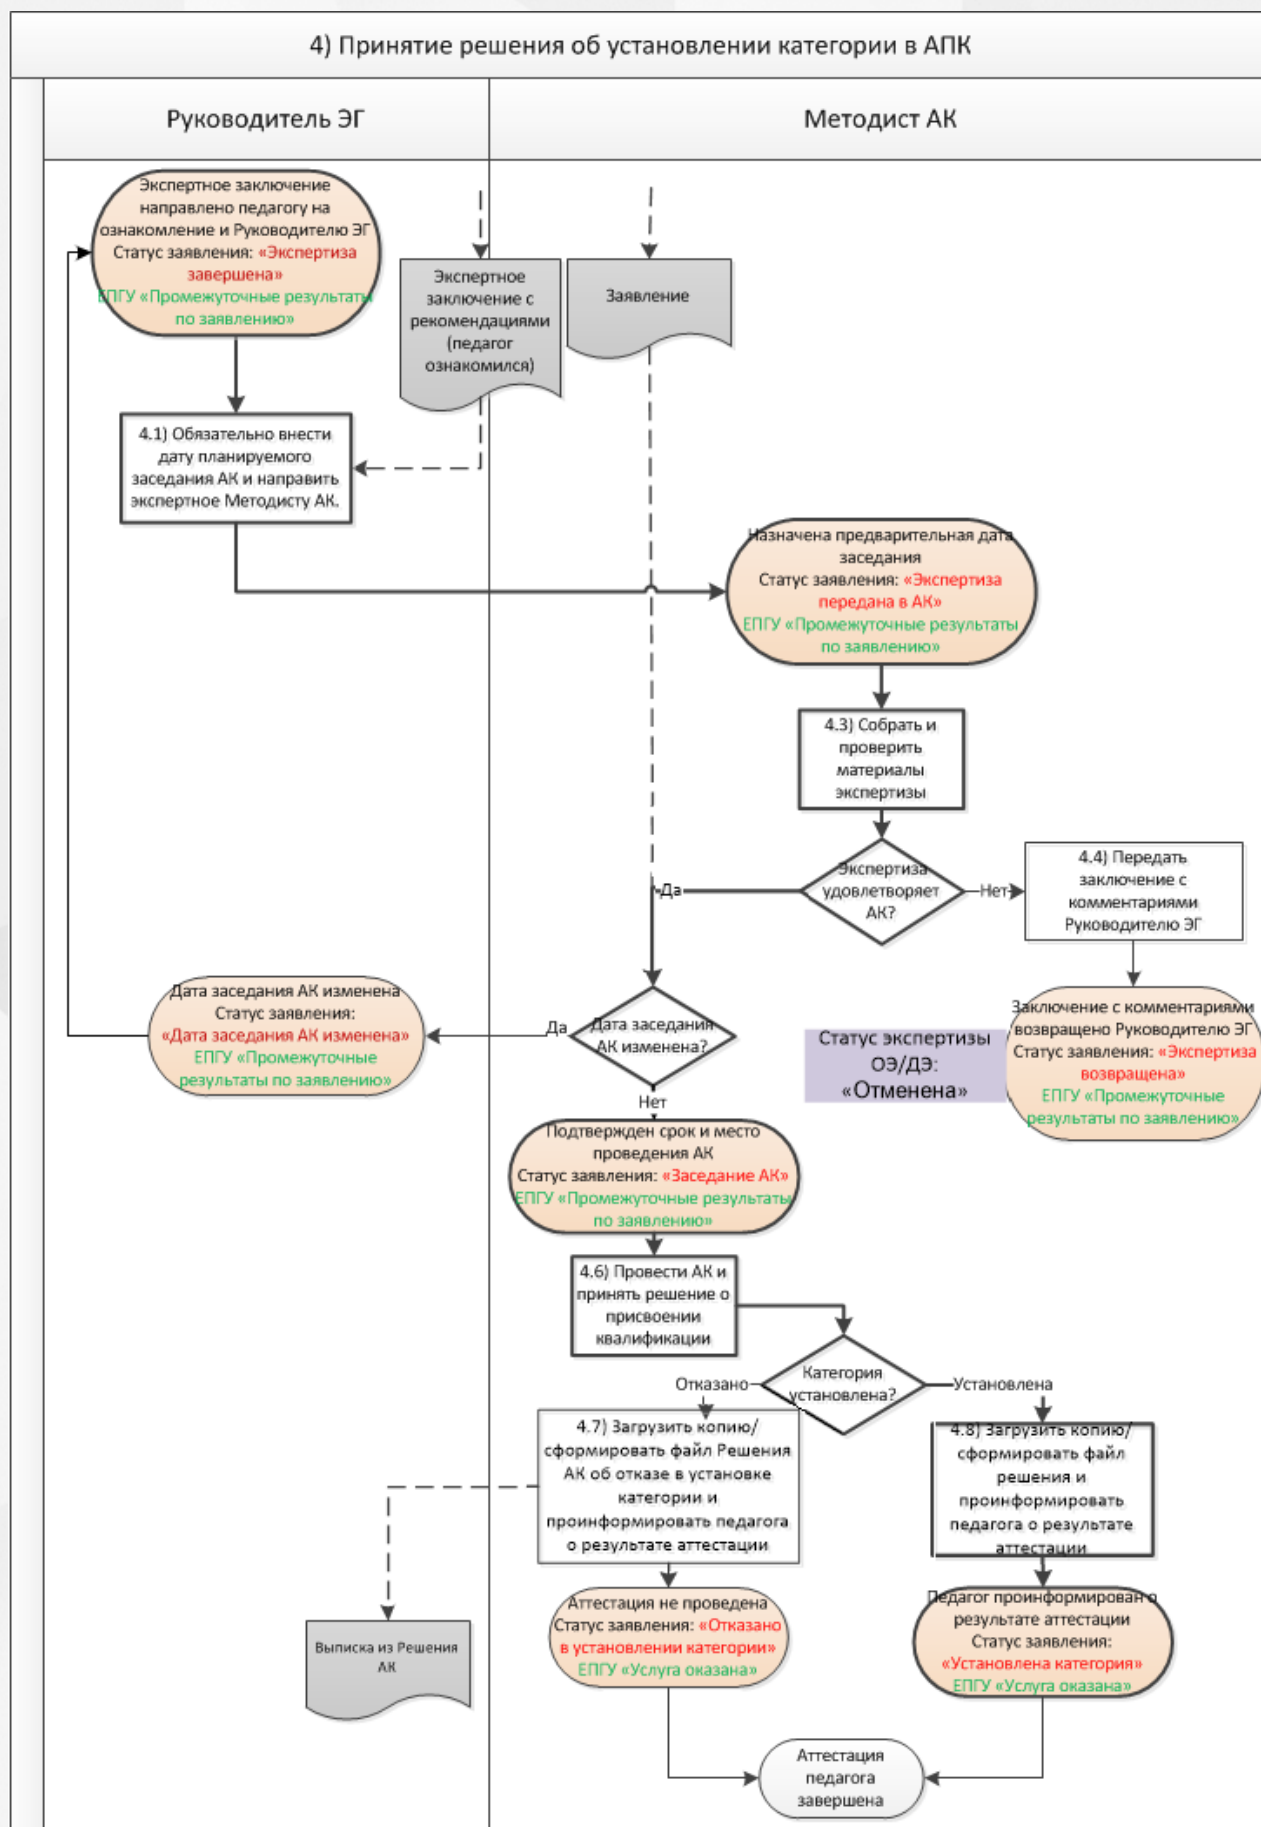 4) Принятие решения об установлении категории в АПК
Руководитель ЭГ
Методист АК
Экспертное заключение
направлено педагогу на
ознакомление и Руководителю ЭГ
Статус заявления: «Экспертиза
завершена»
ЕПГУ «Промежуточные результаты
по заявлению»
Экспертное
заключение с
рекомендациями
(педагог
ознакомился)
Заявление
4.1) Обязательно внести
дату планируемого
заседания АК и направить
экспертное Методисту АК.
Назначена предварительная дата
заседания
Статус заявления: «Экспертиза
передана в АК»
ЕПГУ «Промежуточные результаты
по заявлению»
4.3) Собрать и
проверить
материалы
экспертизы
Экспертиза
удовлетворяет
АК?
Да
Нет
4.4) Передать
заключение с
комментариями
Руководителю ЭГ
Дата заседания АК изменена
Статус заявления:
«Дата заседания АК изменена»
ЕПГУ «Промежуточные
результаты по заявлению»
Да
Дата заседания
АК изменена?
Нет
Статус экспертизы
ОЭ/ДЭ:
«Отменена»
Заключение с комментариями
возвращено Руководителю ЭГ
Статус заявления: «Экспертиза
возвращена»
ЕПГУ «Промежуточные
результаты по заявлению»
Подтвержден срок и место
проведения АК
Статус заявления: «Заседание АК»
ЕПГУ «Промежуточные результаты
по заявлению»
4.6) Провести АК и
принять решение о
присвоении
квалификации
Категория
установлена?
Отказано
Установлена
4.7) Загрузить копию/
сформировать файл Решения
АК об отказе в установке
категории и
проинформировать педагога
о результате аттестации
4.8) Загрузить копию/
сформировать файл
решения и
проинформировать
педагога о результате
аттестации
Выписка из Решения
АК
Аттестация не проведена
Статус заявления: «Отказано
в установлении категории»
ЕПГУ «Услуга оказана»
Педагог проинформирован о
результате аттестации
Статус заявления:
«Установлена категория»
ЕПГУ «Услуга оказана»
Аттестация
педагога
завершена